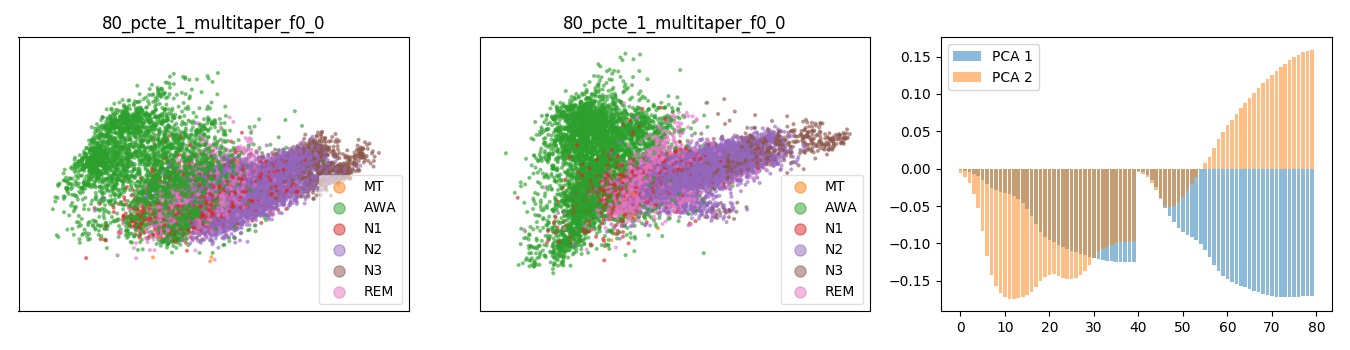 80_pcte_1_multitaper_f0_0
MT
AWA
N1
N2
N3
REM
80_pcte_1_multitaper_f0_0
MT
AWA
N1
N2
N3
REM
PCA 1
PCA 2
0.15
0.10
0.05
0.00
−0.05
−0.10
−0.15
0 10 20 30 40 50 60 70 80